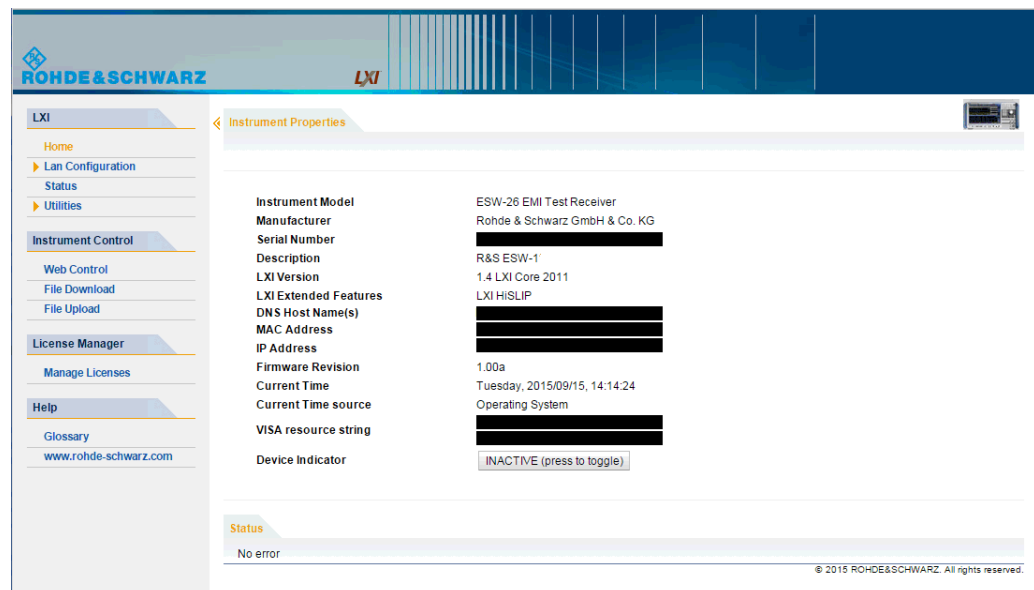 ROHDE&SCHWARZ
LXI
LXI
Home
Lan Configuration
Status
Utilities
Instrument Control
Web Control
File Download
File Upload
License Manager
Manage Licenses
Help
Glossary
www.rohde-schwarz.com
Instrument Properties
Instrument Model ESW-26 EMI Test Receiver
Manufacturer Rohde & Schwarz GmbH & Co. KG
Serial Number
Description R&S ESW-1
LXI Version 1.4 LXI Core 2011
LXI Extended Features LXI HiSLIP
DNS Host Name(s)
MAC Address
IP Address
Firmware Revision 1.00a
Current Time Tuesday, 2015/09/15, 14:14:24
Current Time source Operating System
VISA resource string
Device Indicator INACTIVE (press to toggle)
Status
No error
© 2015 ROHDE&SCHWARZ. All rights reserved.